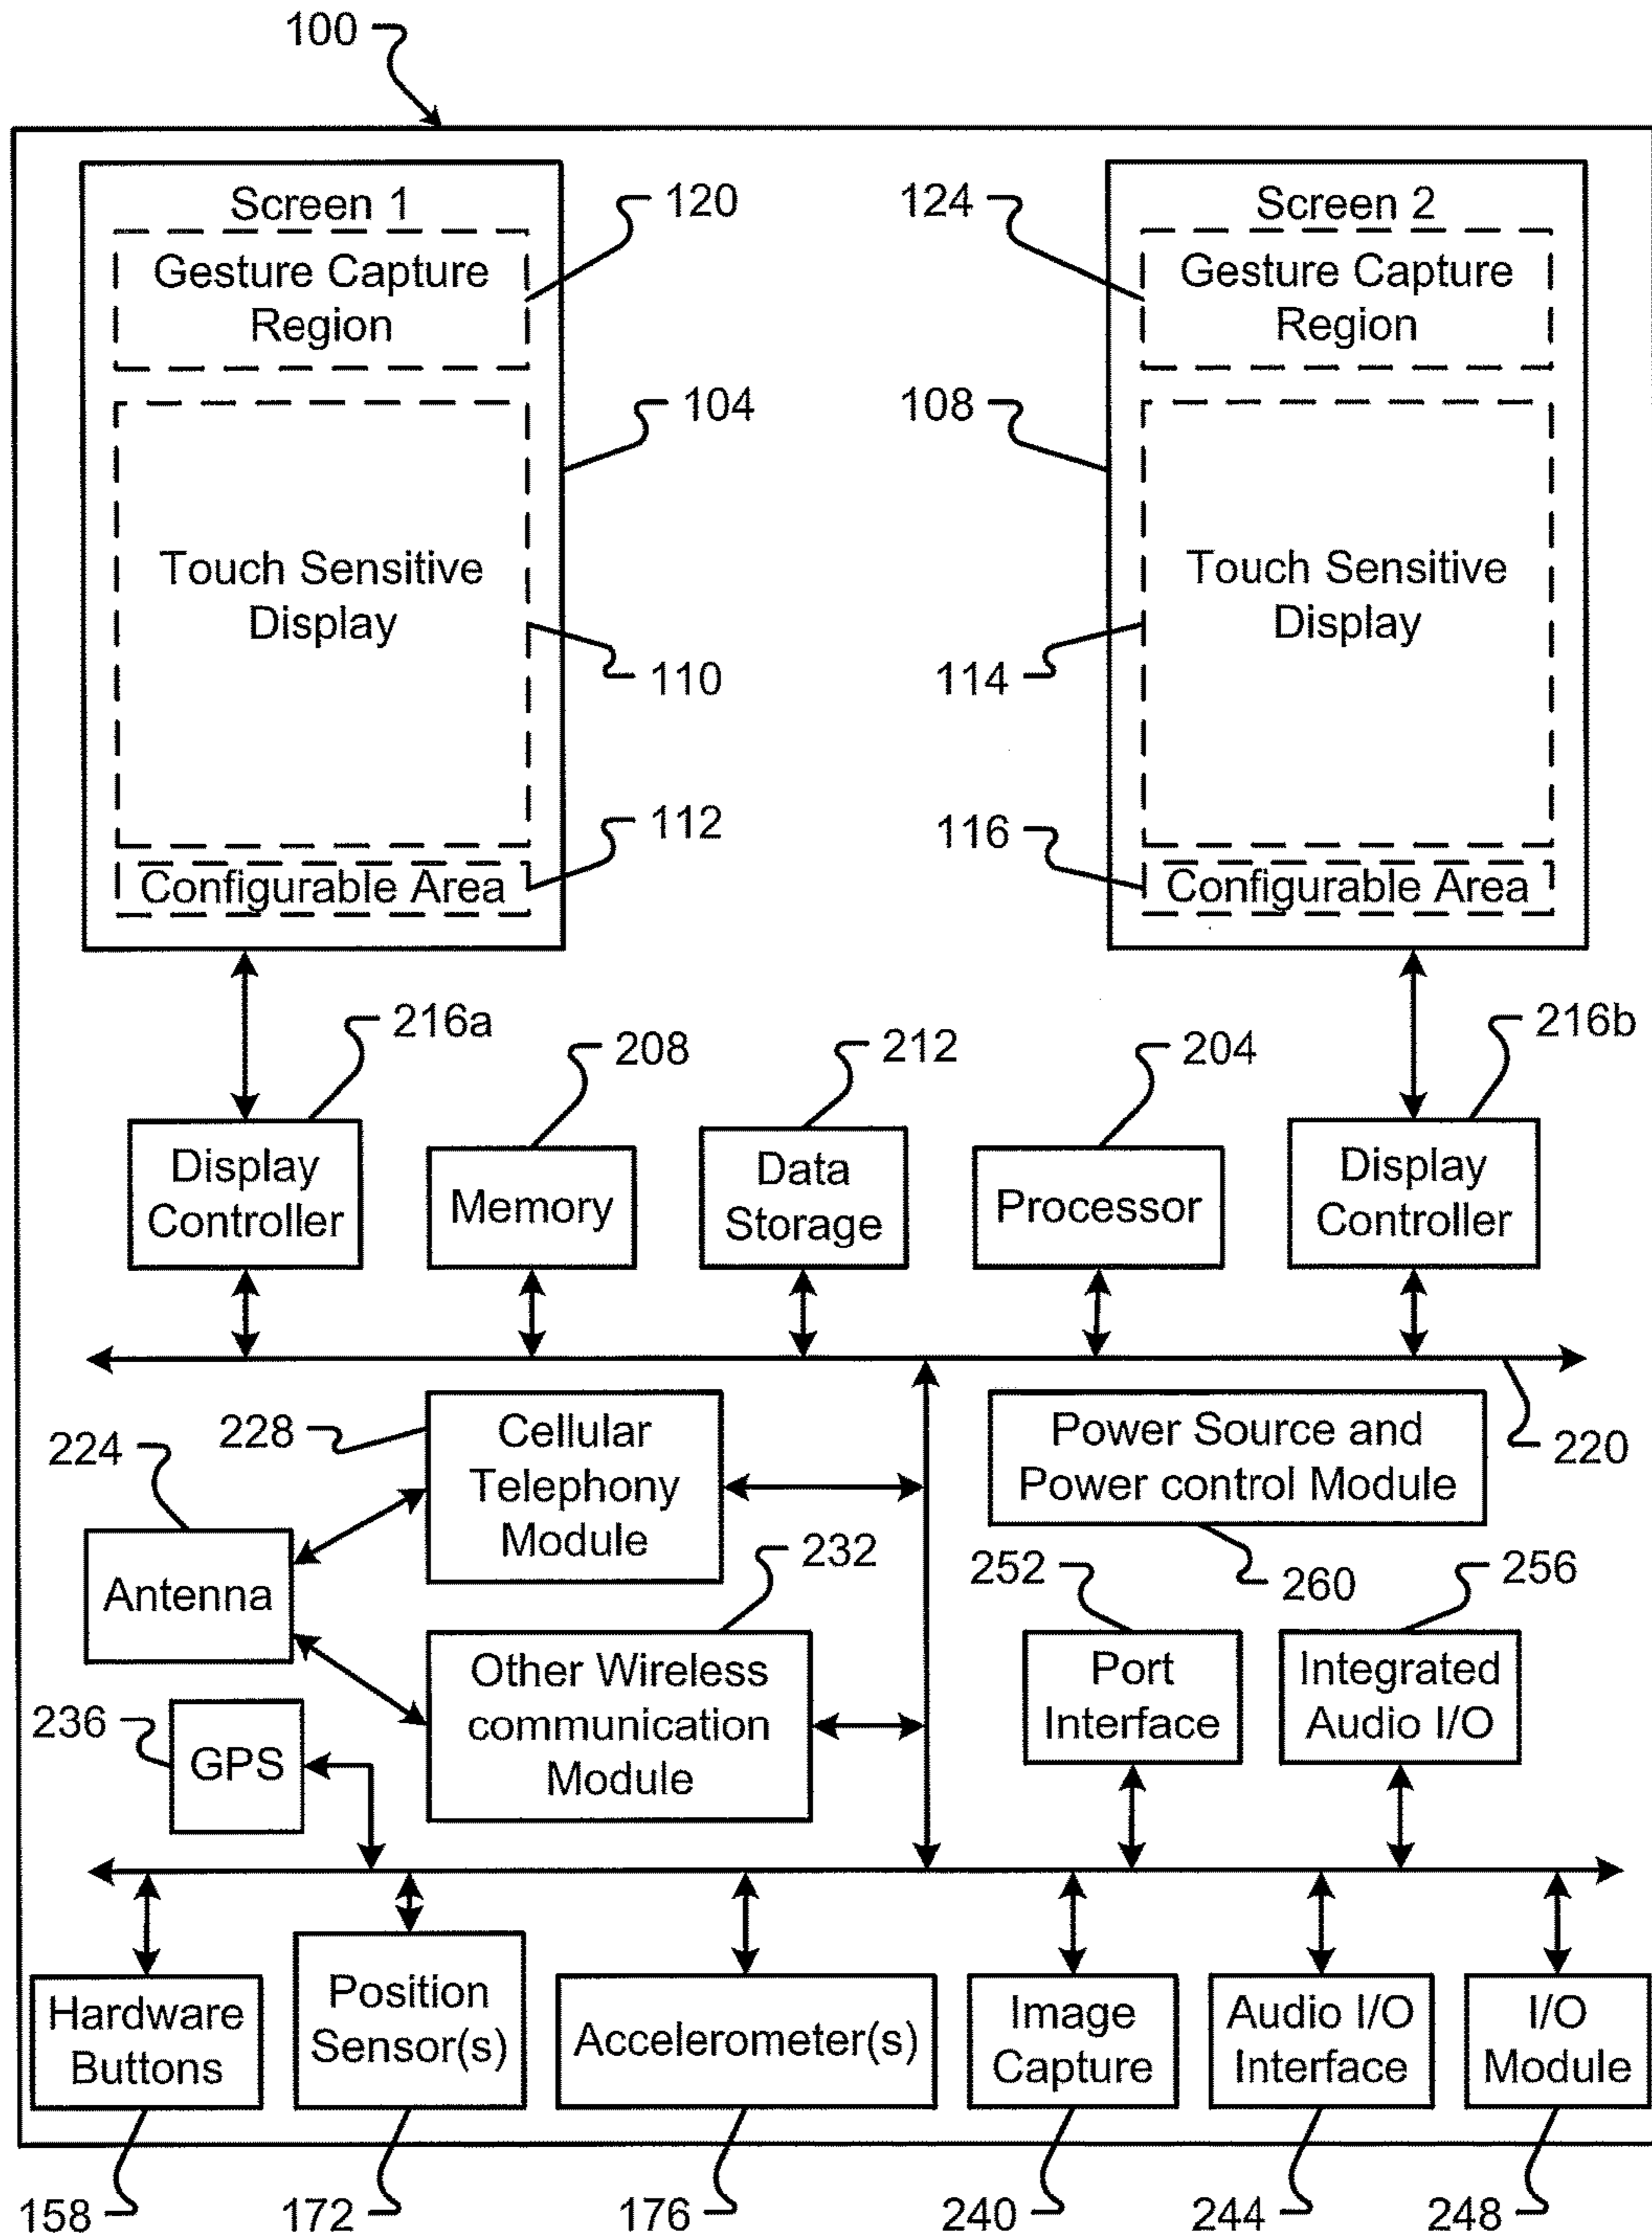 100
Screen 1
120
124
Screen 2
Gesture Capture
Region
Gesture Capture
Region
104
108
Touch Sensitive
Display
Touch Sensitive
Display
110
114
112
116
Configurable Area
Configurable Area
216a
208
212
204
216b
Display
Controller
Memory
Data
Storage
Processor
Display
Controller
228
Cellular
Telephony
Module
Power Source and
Power control Module
220
224
Antenna
232
252
260
256
Other Wireless
communication
Module
Port
Interface
Integrated
Audio I/O
236
GPS
Hardware
Buttons
Position
Sensor(s)
Accelerometer(s)
Image
Capture
Audio I/O
Interface
I/O
Module
158
172
176
240
244
248